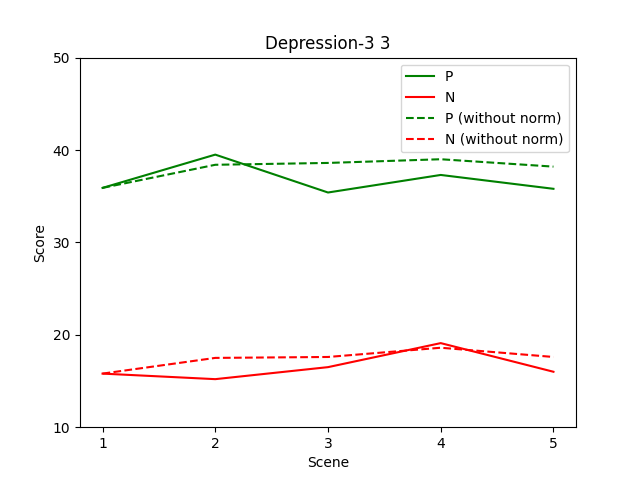 Depression-3 3
50
40
30
20
10
Score
P
N
P (without norm)
N (without norm)
1 2 3 4 5
Scene